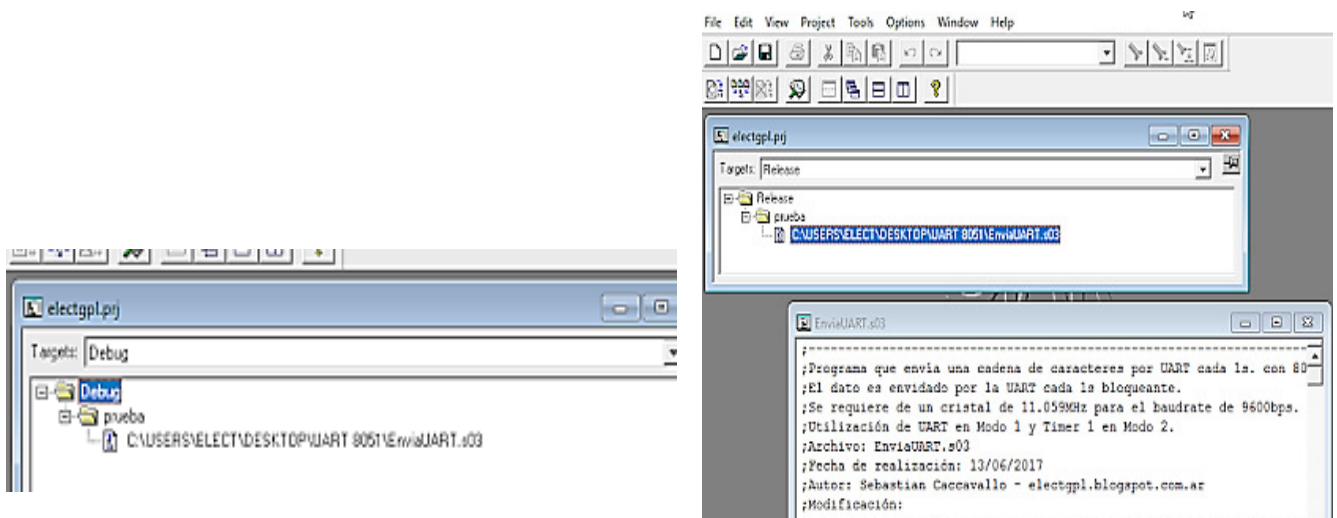 electgpl.prj
Targets: Debug
Debug
prueba
C:\USERS\ELECT\DESKTOP\UART 8051\EnviaUART.s03
File Edit View Project Tools Options Window Help
electgpl.prj
Targets: Release
Release
prueba
C:\USERS\ELECT\DESKTOP\UART 8051\EnviaUART.s03
EnviaUART.s03
;Programa que envía una cadena de caracteres por UART cada 1s. con 80
;El dato es envidado por la UART cada 1s bloqueante.
;Se requiere de un cristal de 11.059MHz para el baudrate de 9600bps.
;Utilización de UART en Modo 1 y Timer 1 en Modo 2.
;Archivo: EnviaUART.s03
;Fecha de realización: 13/06/2017
;Autor: Sebastian Caccavallo - electgpl.blogspot.com.ar
;Modificación: